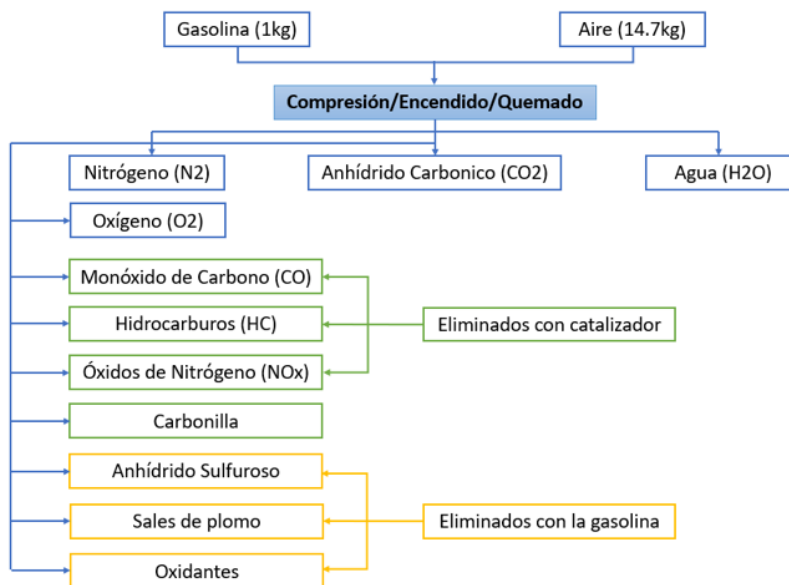 Gasolina (1kg)
Aire (14.7kg)
Compresión/Encendido/Quemado
Nitrógeno (N2)
Anhídrido Carbonico (CO2)
Agua (H2O)
Oxígeno (O2)
Monóxido de Carbono (CO)
Hidrocarburos (HC)
Eliminados con catalizador
Óxidos de Nitrógeno (NOx)
Carbonilla
Anhídrido Sulfuroso
Sales de plomo
Eliminados con la gasolina
Oxidantes